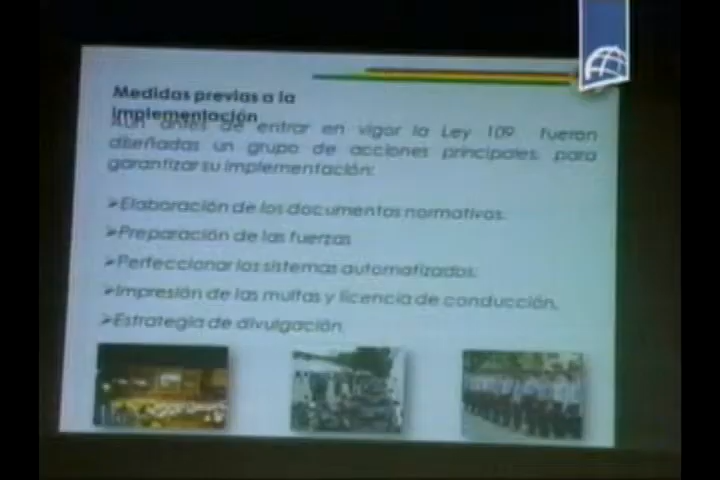 Medidas previas a la
implementación
Aún antes de entrar en vigor la Ley 109 fueron
diseñadas un grupo de acciones principales, para
garantizar su implementación:
➢Elaboración de los documentos normativos.
➢Preparación de las fuerzas
➢Perfeccionar los sistemas automatizados.
➢Impresión de las multas y licencia de conducción.
➢Estrategia de divulgación.